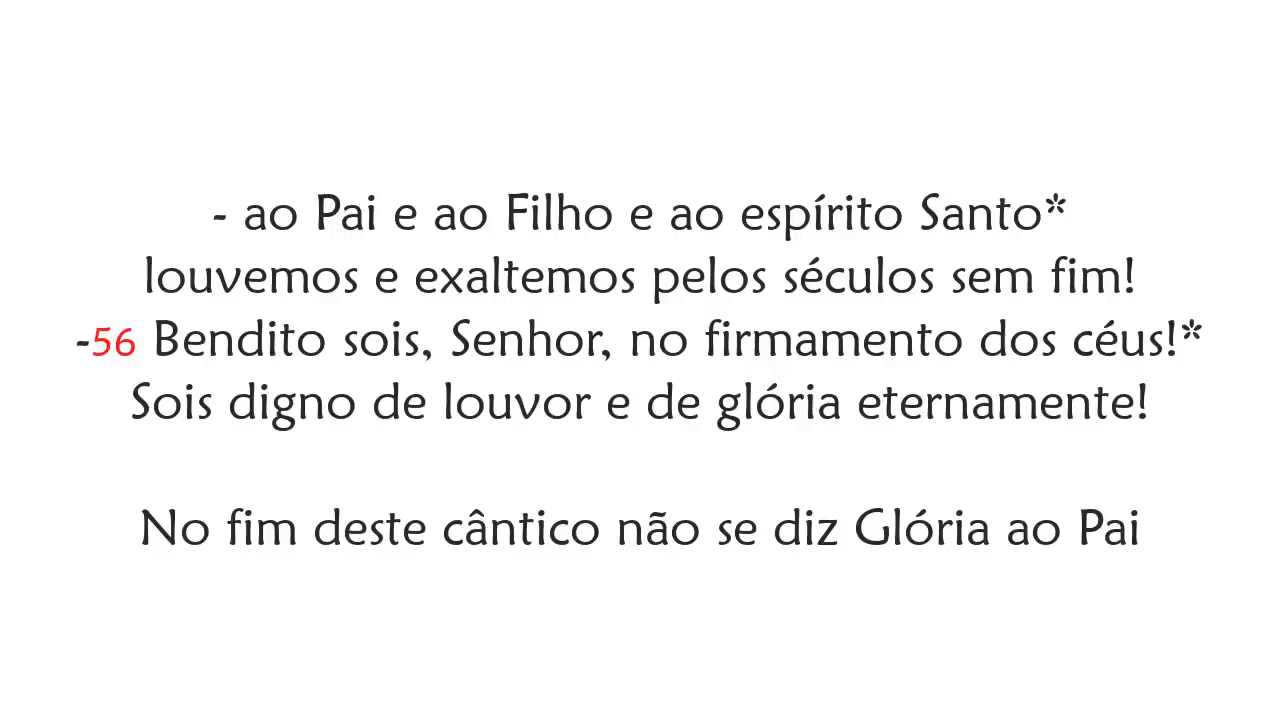 - ao Pai e ao Filho e ao espírito Santo*
louvemos e exaltemos pelos séculos sem fim!
-56 Bendito sois, Senhor, no firmamento dos céus!*
Sois digno de louvor e de glória eternamente!
No fim deste cântico não se diz Glória ao Pai